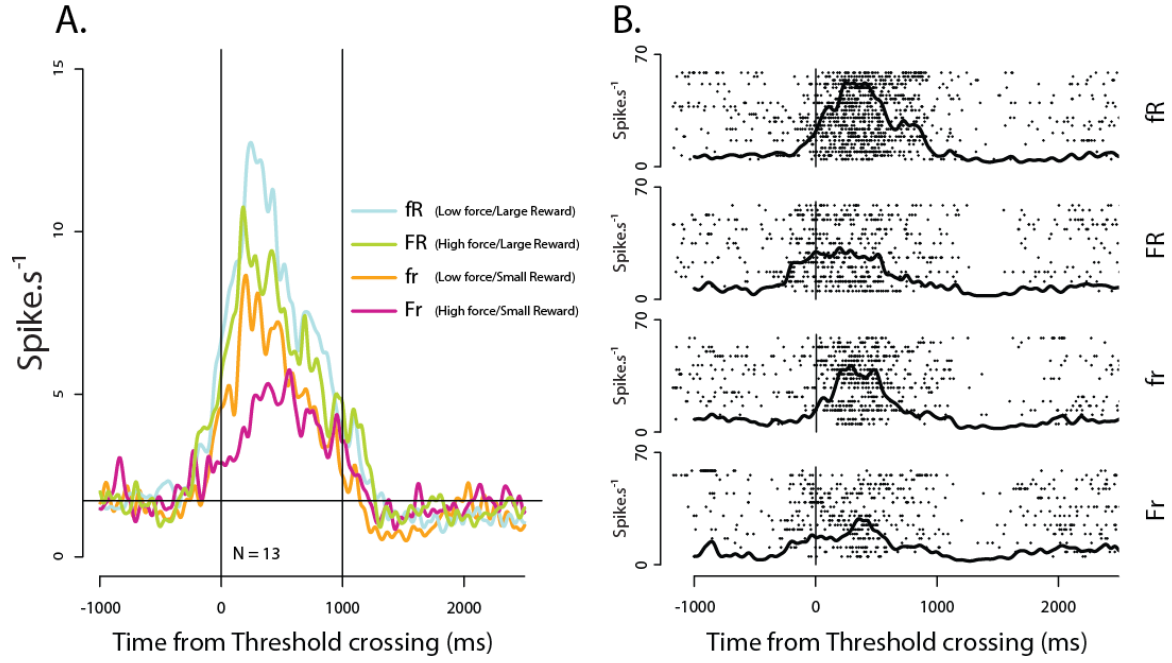 A.
15
10
5
0
Spike.s⁻¹
fR (Low force/Large Reward)
FR (High force/Large Reward)
fr (Low force/Small Reward)
Fr (High force/Small Reward)
N = 13
-1000 0 1000 2000
Time from Threshold crossing (ms)
B.
70
0
Spike.s⁻¹
fR
70
0
Spike.s⁻¹
FR
70
0
Spike.s⁻¹
fr
70
0
Spike.s⁻¹
Fr
-1000 0 1000 2000
Time from Threshold crossing (ms)